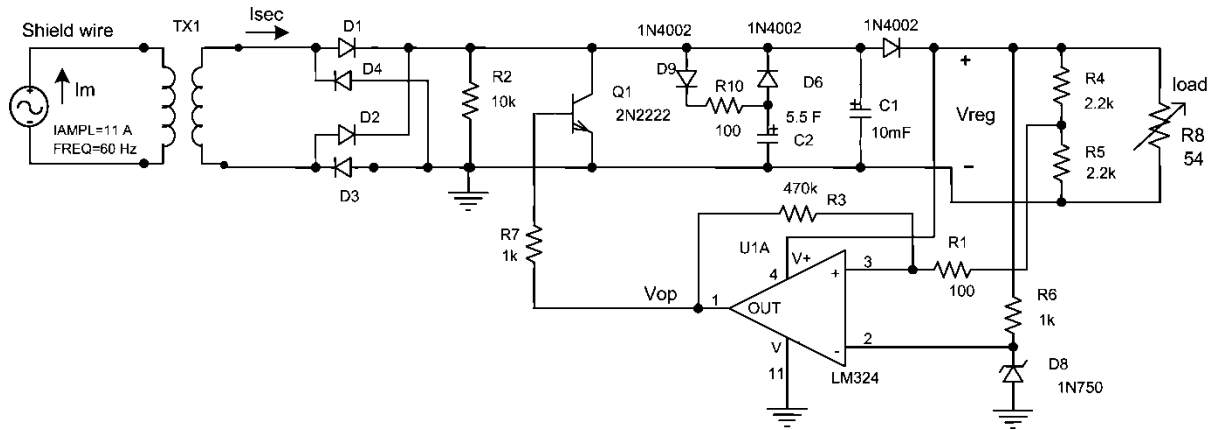 Shield wire
TX1
Isec
D1
1N4002
1N4002
1N4002
Im
D4
D9
D6
R2
10k
Q1
2N2222
R10
100
5.5 F
C2
C1
10mF
+
Vreg
-
R4
2.2k
load
R8
54
IAMPL=11 A
FREQ=60 Hz
D2
D3
R5
2.2k
470k
R3
R7
1k
U1A
V+
4
3
+
R1
100
Vop
1
OUT
R6
1k
V
11
-
2
LM324
D8
1N750